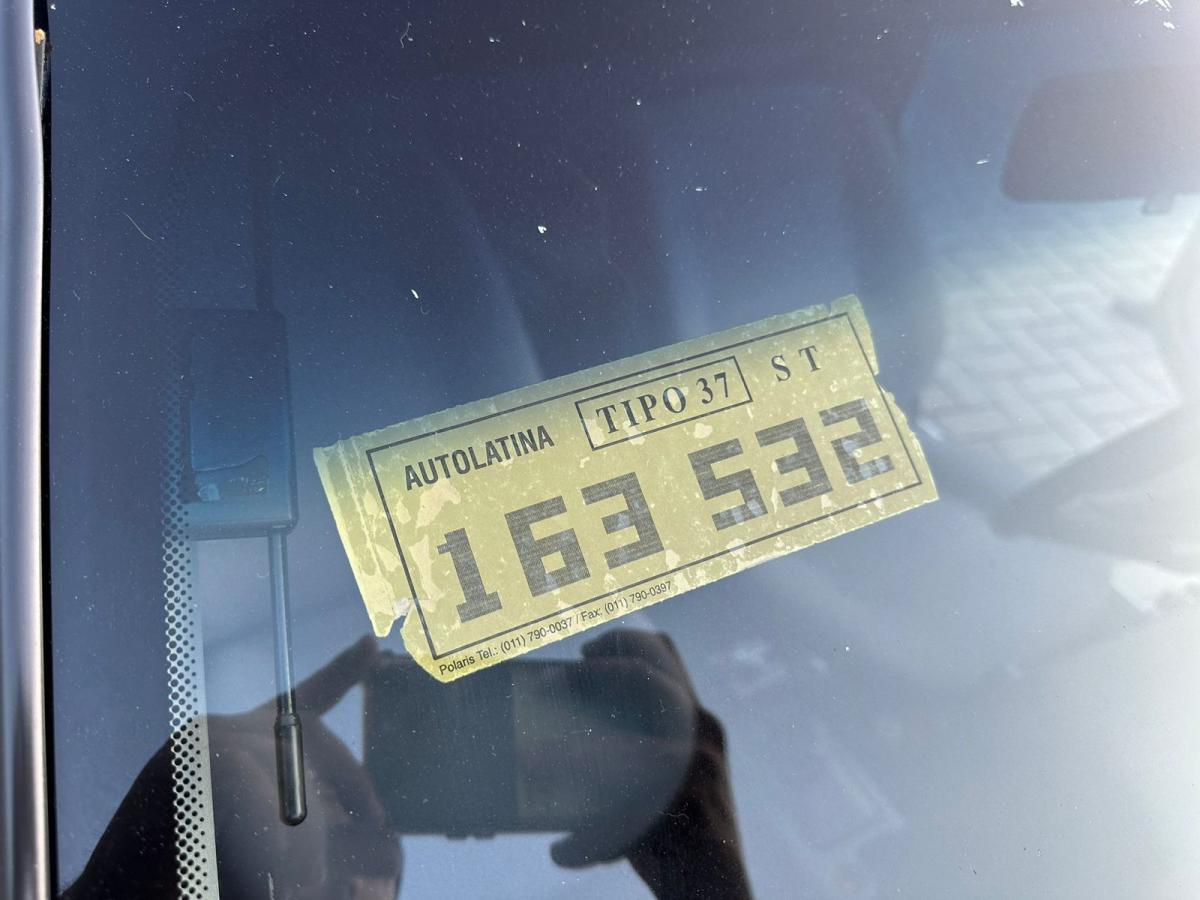 AUTOLATINA TIPO 37 ST
163 532
Polaris Tel.: (011) 790-0037 / Fax: (011) 790-0397